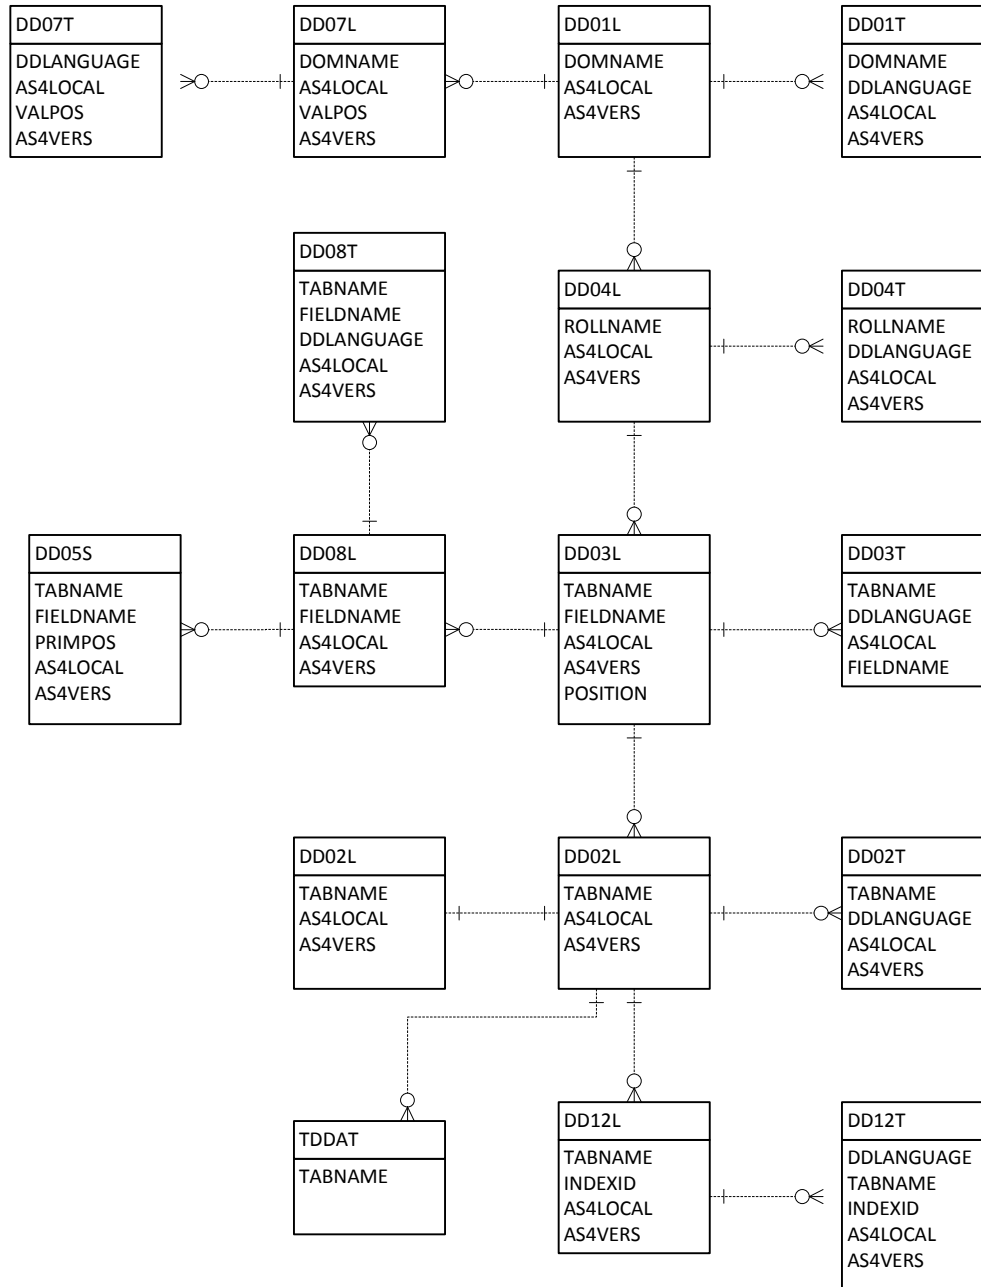 DD07T
DDLANGUAGE
AS4LOCAL
VALPOS
AS4VERS
DD07L
DOMNAME
AS4LOCAL
VALPOS
AS4VERS
DD01L
DOMNAME
AS4LOCAL
AS4VERS
DD01T
DOMNAME
DDLANGUAGE
AS4LOCAL
AS4VERS
DD08T
TABNAME
FIELDNAME
DDLANGUAGE
AS4LOCAL
AS4VERS
DD04L
ROLLNAME
AS4LOCAL
AS4VERS
DD04T
ROLLNAME
DDLANGUAGE
AS4LOCAL
AS4VERS
DD05S
TABNAME
FIELDNAME
PRIMPOS
AS4LOCAL
AS4VERS
DD08L
TABNAME
FIELDNAME
AS4LOCAL
AS4VERS
DD03L
TABNAME
FIELDNAME
AS4LOCAL
AS4VERS
POSITION
DD03T
TABNAME
DDLANGUAGE
AS4LOCAL
FIELDNAME
DD02L
TABNAME
AS4LOCAL
AS4VERS
DD02L
TABNAME
AS4LOCAL
AS4VERS
DD02T
TABNAME
DDLANGUAGE
AS4LOCAL
AS4VERS
TDDAT
TABNAME
DD12L
TABNAME
INDEXID
AS4LOCAL
AS4VERS
DD12T
DDLANGUAGE
TABNAME
INDEXID
AS4LOCAL
AS4VERS